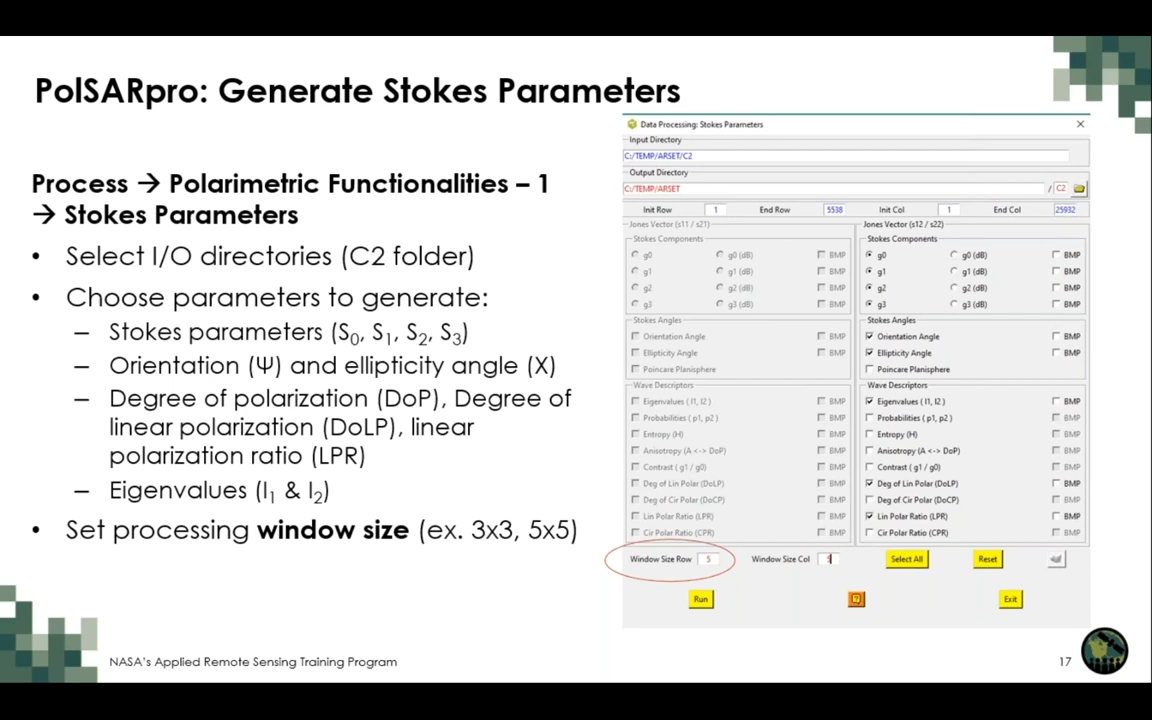 PolSARpro: Generate Stokes Parameters
Process → Polarimetric Functionalities – 1
→ Stokes Parameters
• Select I/O directories (C2 folder)
• Choose parameters to generate:
– Stokes parameters (S0, S1, S2, S3)
– Orientation (Ψ) and ellipticity angle (X)
– Degree of polarization (DoP), Degree of
linear polarization (DoLP), linear
polarization ratio (LPR)
– Eigenvalues (I1 & I2)
• Set processing window size (ex. 3x3, 5x5)
Data Processing: Stokes Parameters
Input Directory
C:/TEMP/ARSET/C2
Output Directory
C:/TEMP/ARSET / C2
Init Row 1 End Row 5538 Init Col 1 End Col 25932
Jones Vector (s11 / s21)
Stokes Components
g0 g0 (dB) BMP
g1 g1 (dB) BMP
g2 g2 (dB) BMP
g3 g3 (dB) BMP
Stokes Angles
Orientation Angle BMP
Ellipticity Angle BMP
Poincare Planisphere
Wave Descriptors
Eigenvalues ( l1, l2 ) BMP
Probabilities ( p1, p2 ) BMP
Entropy (H) BMP
Anisotropy (A <-> DoP) BMP
Contrast ( g1 / g0) BMP
Deg of Lin Polar (DoLP) BMP
Deg of Cir Polar (DoCP) BMP
Lin Polar Ratio (LPR) BMP
Cir Polar Ratio (CPR) BMP
Jones Vector (s12 / s22)
Stokes Components
g0 g0 (dB) BMP
g1 g1 (dB) BMP
g2 g2 (dB) BMP
g3 g3 (dB) BMP
Stokes Angles
Orientation Angle BMP
Ellipticity Angle BMP
Poincare Planisphere
Wave Descriptors
Eigenvalues ( l1, l2 ) BMP
Probabilities ( p1, p2 ) BMP
Entropy (H) BMP
Anisotropy (A <-> DoP) BMP
Contrast ( g1 / g0) BMP
Deg of Lin Polar (DoLP) BMP
Deg of Cir Polar (DoCP) BMP
Lin Polar Ratio (LPR) BMP
Cir Polar Ratio (CPR) BMP
Window Size Row 5 Window Size Col Select All Reset
Run ? Exit
NASA's Applied Remote Sensing Training Program
17